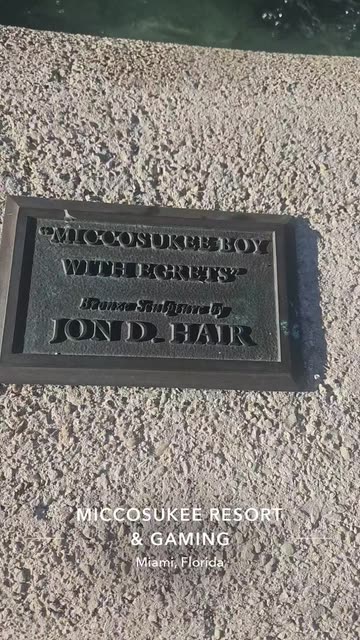 "MICCOSUKEE BOY
WITH EGRETS"
Bronze Sculpture by
JON D. HAIR
MICCOSUKEE RESORT
& GAMING
Miami, Florida